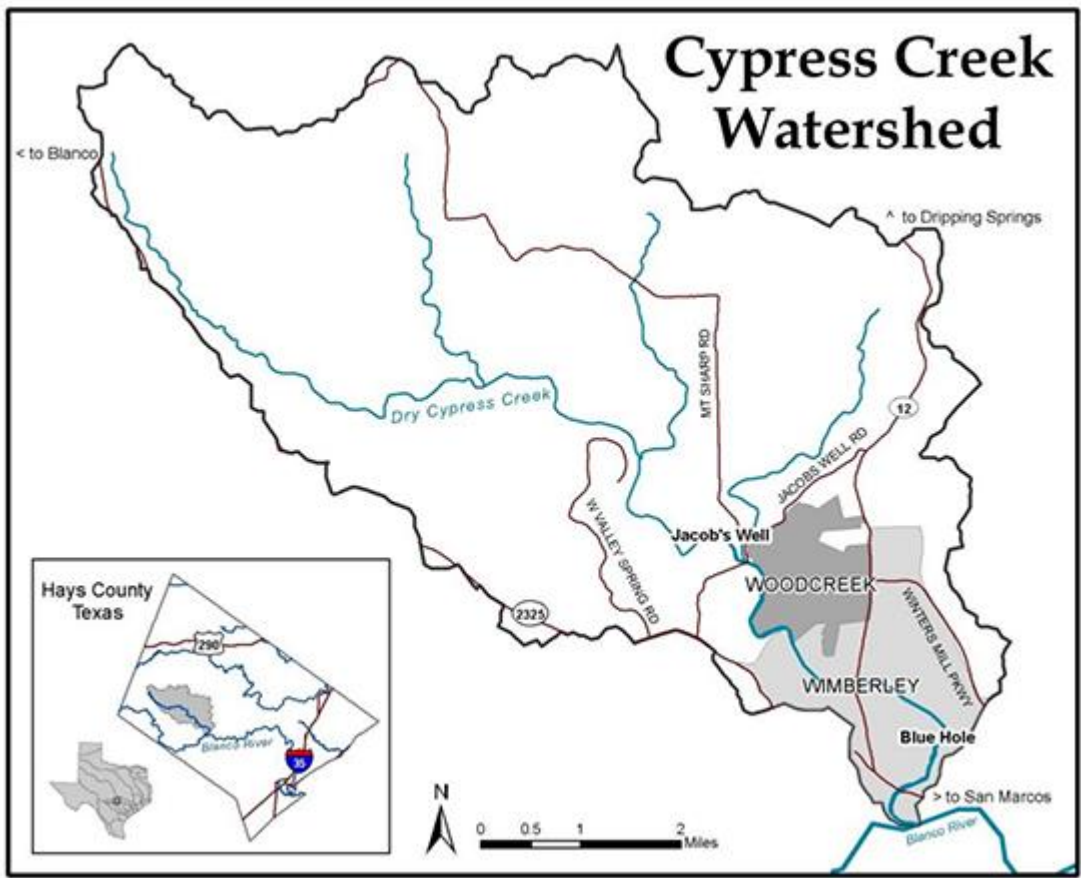 Cypress Creek
Watershed
< to Blanco
^ to Dripping Springs
MT SHARP RD
Dry Cypress Creek
12
JACOBS WELL RD
W VALLEY SPRING RD
Jacob's Well
WOODCREEK
WINTERS MILL PKWY
2325
WIMBERLEY
Blue Hole
> to San Marcos
Blanco River
Hays County
Texas
290
Blanco River
35
N
0 0.5 1 2
Miles